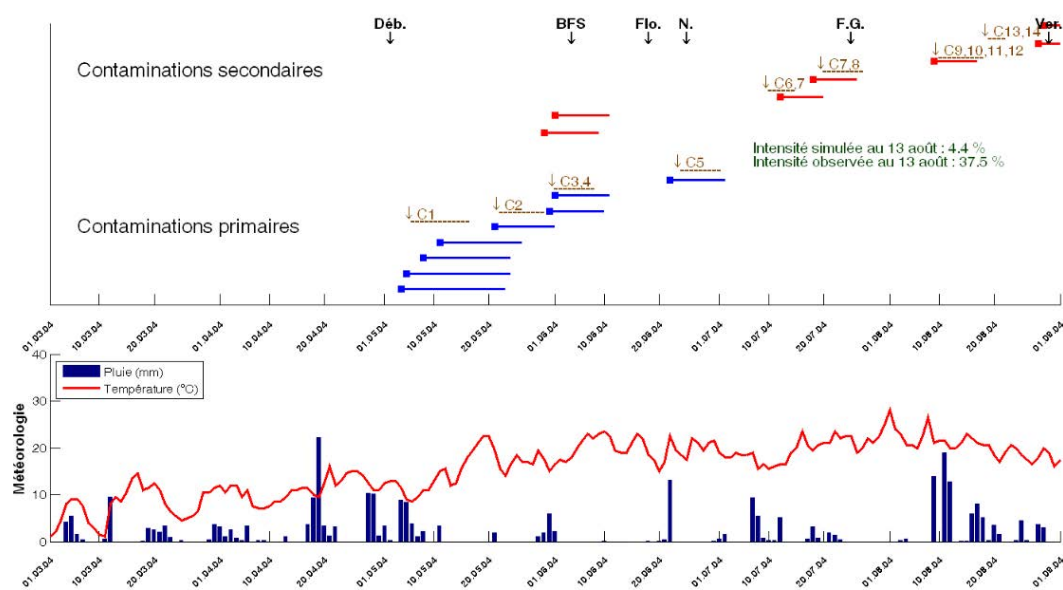 Déb. BFS Flo. N. F.G. Ver.
↓ C13,14
Contaminations secondaires
↓ C9,10,11,12
↓ C7,8
↓ C6,7
Intensité simulée au 13 août : 4.4 %
Intensité observée au 13 août : 37.5 %
↓ C5
↓ C3,4
↓ C2
↓ C1
Contaminations primaires
01.03.04 10.03.04 20.03.04 01.04.04 10.04.04 20.04.04 01.05.04 10.05.04 20.05.04 01.06.04 10.06.04 20.06.04 01.07.04 10.07.04 20.07.04 01.08.04 10.08.04 20.08.04 01.09.04
40
Pluie (mm)
Température (°C)
30
20
Météorologie
10
0
01.03.04 10.03.04 20.03.04 01.04.04 10.04.04 20.04.04 01.05.04 10.05.04 20.05.04 01.06.04 10.06.04 20.06.04 01.07.04 10.07.04 20.07.04 01.08.04 10.08.04 20.08.04 01.09.04